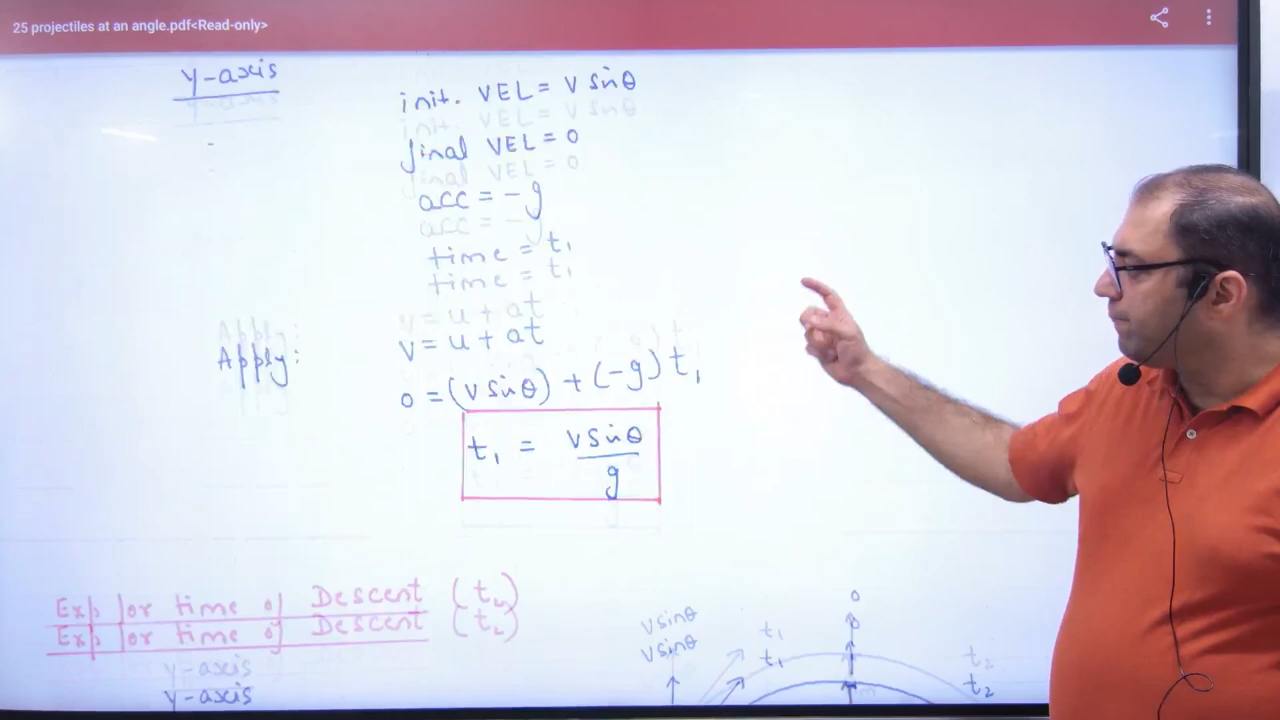 25 projectiles at an angle.pdf<Read-only>
y-axis
init. VEL = v sinθ
final VEL = 0
acc = -g
time = t₁
Apply:
v = u + at
0 = (v sinθ) + (-g) t₁
t₁ = v sinθ / g
Exp for time of Descent (t₂)
y-axis
0
v sinθ
t₁
t₂